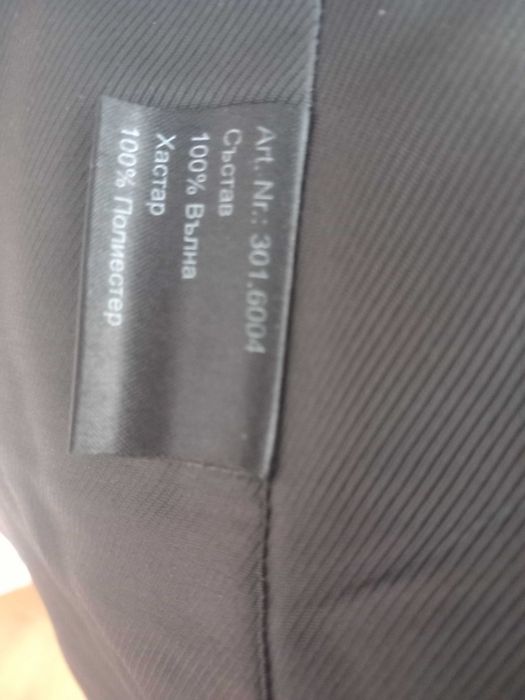 Art. Nr.: 301.6004
Състав
100% Вълна
Хастар
100% Полиестер